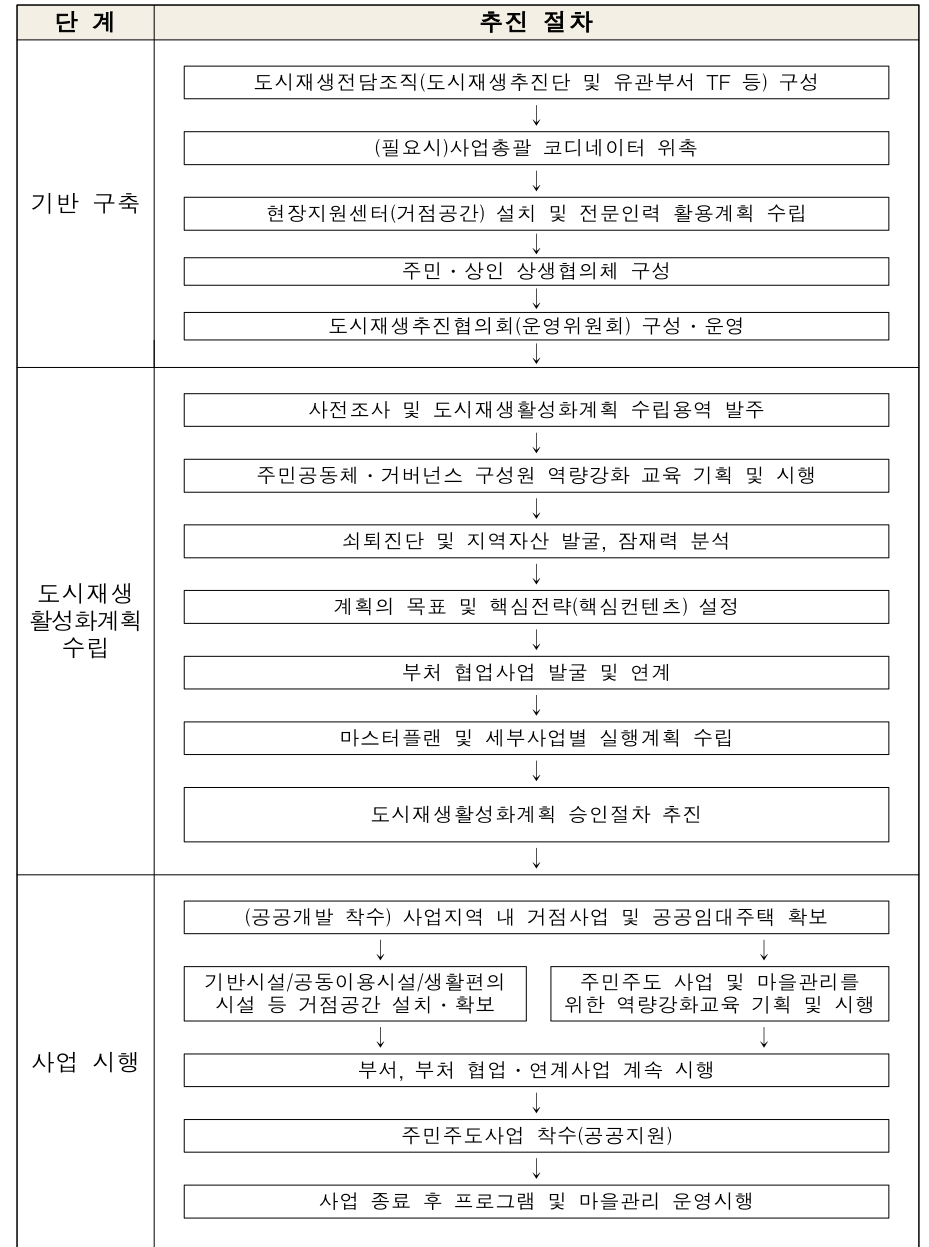 단 계
추진 절차
기반 구축
도시재생전담조직(도시재생추진단 및 유관부서 TF 등) 구성
↓
(필요시)사업총괄 코디네이터 위촉
↓
현장지원센터(거점공간) 설치 및 전문인력 활용계획 수립
↓
주민·상인 상생협의체 구성
↓
도시재생추진협의회(운영위원회) 구성·운영
↓
도시재생
활성화계획
수립
사전조사 및 도시재생활성화계획 수립용역 발주
↓
주민공동체·거버넌스 구성원 역량강화 교육 기획 및 시행
↓
쇠퇴진단 및 지역자산 발굴, 잠재력 분석
↓
계획의 목표 및 핵심전략(핵심컨텐츠) 설정
↓
부처 협업사업 발굴 및 연계
↓
마스터플랜 및 세부사업별 실행계획 수립
↓
도시재생활성화계획 승인절차 추진
↓
사업 시행
(공공개발 착수) 사업지역 내 거점사업 및 공공임대주택 확보
↓ ↓
기반시설/공동이용시설/생활편의
시설 등 거점공간 설치·확보
주민주도 사업 및 마을관리를
위한 역량강화교육 기획 및 시행
↓ ↓
부서, 부처 협업·연계사업 계속 시행
↓
주민주도사업 착수(공공지원)
↓
사업 종료 후 프로그램 및 마을관리 운영시행